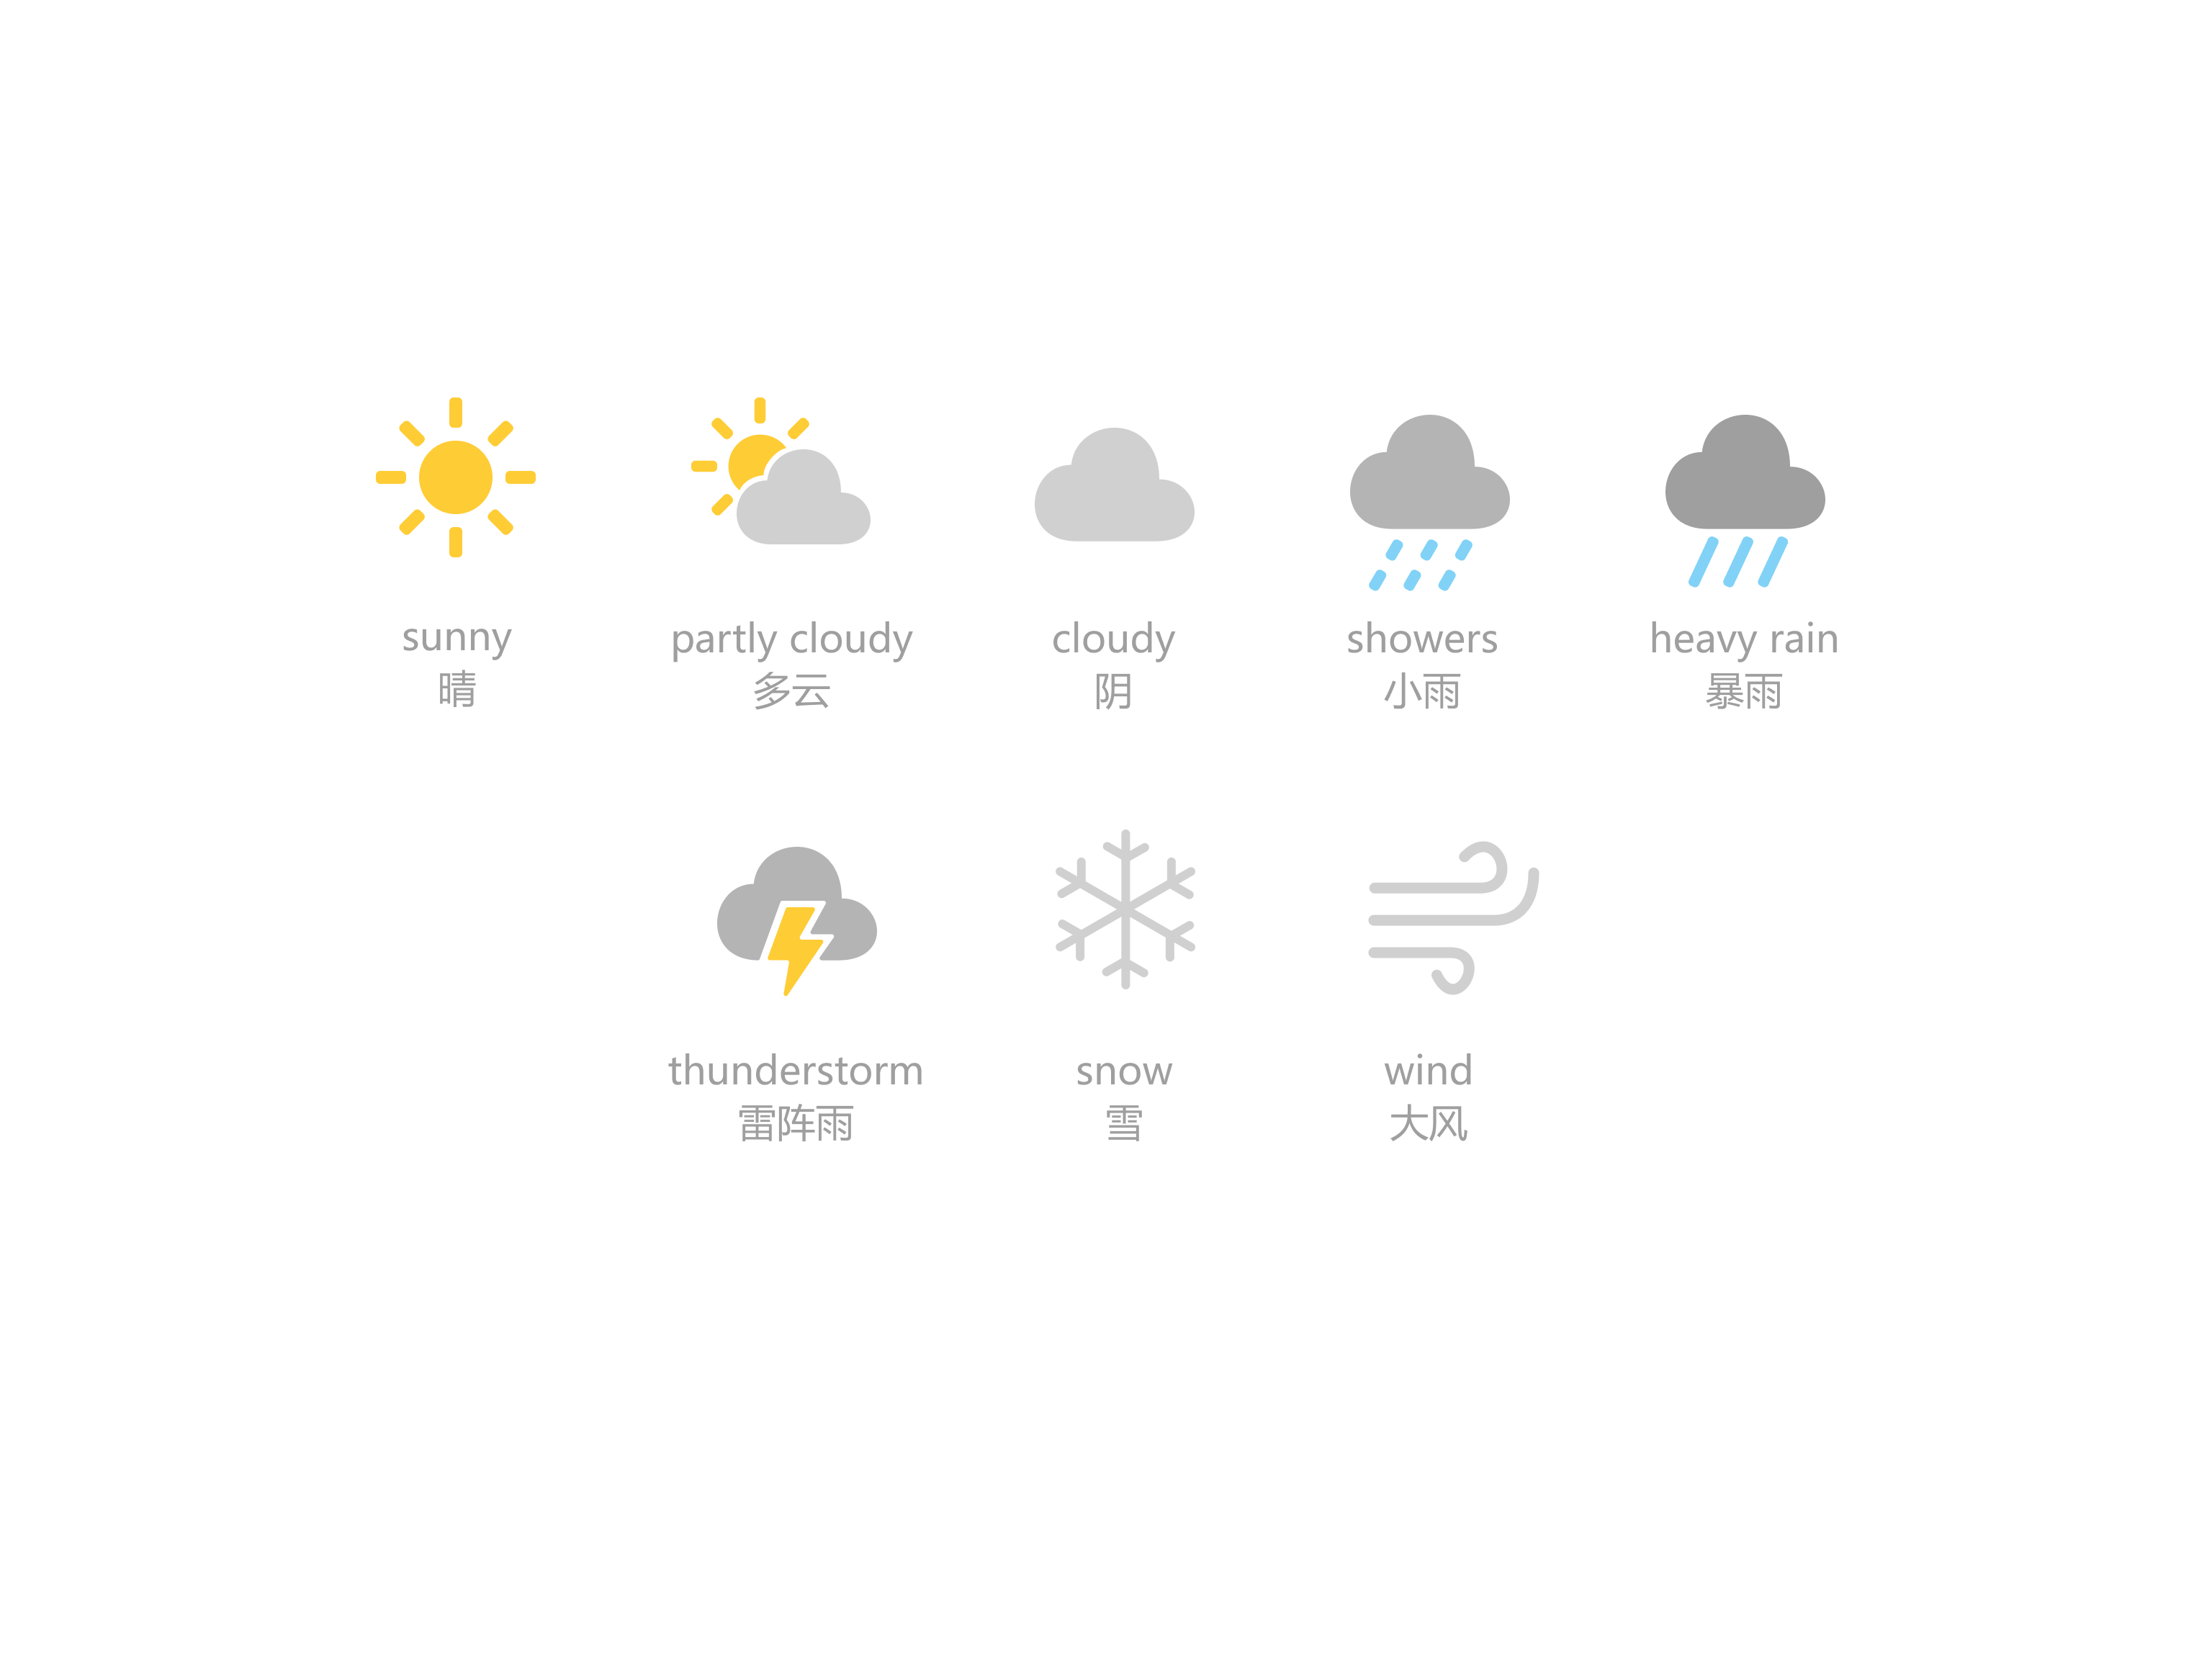 sunny
晴
partly cloudy
多云
cloudy
阴
showers
小雨
heavy rain
暴雨
thunderstorm
雷阵雨
snow
雪
wind
大风